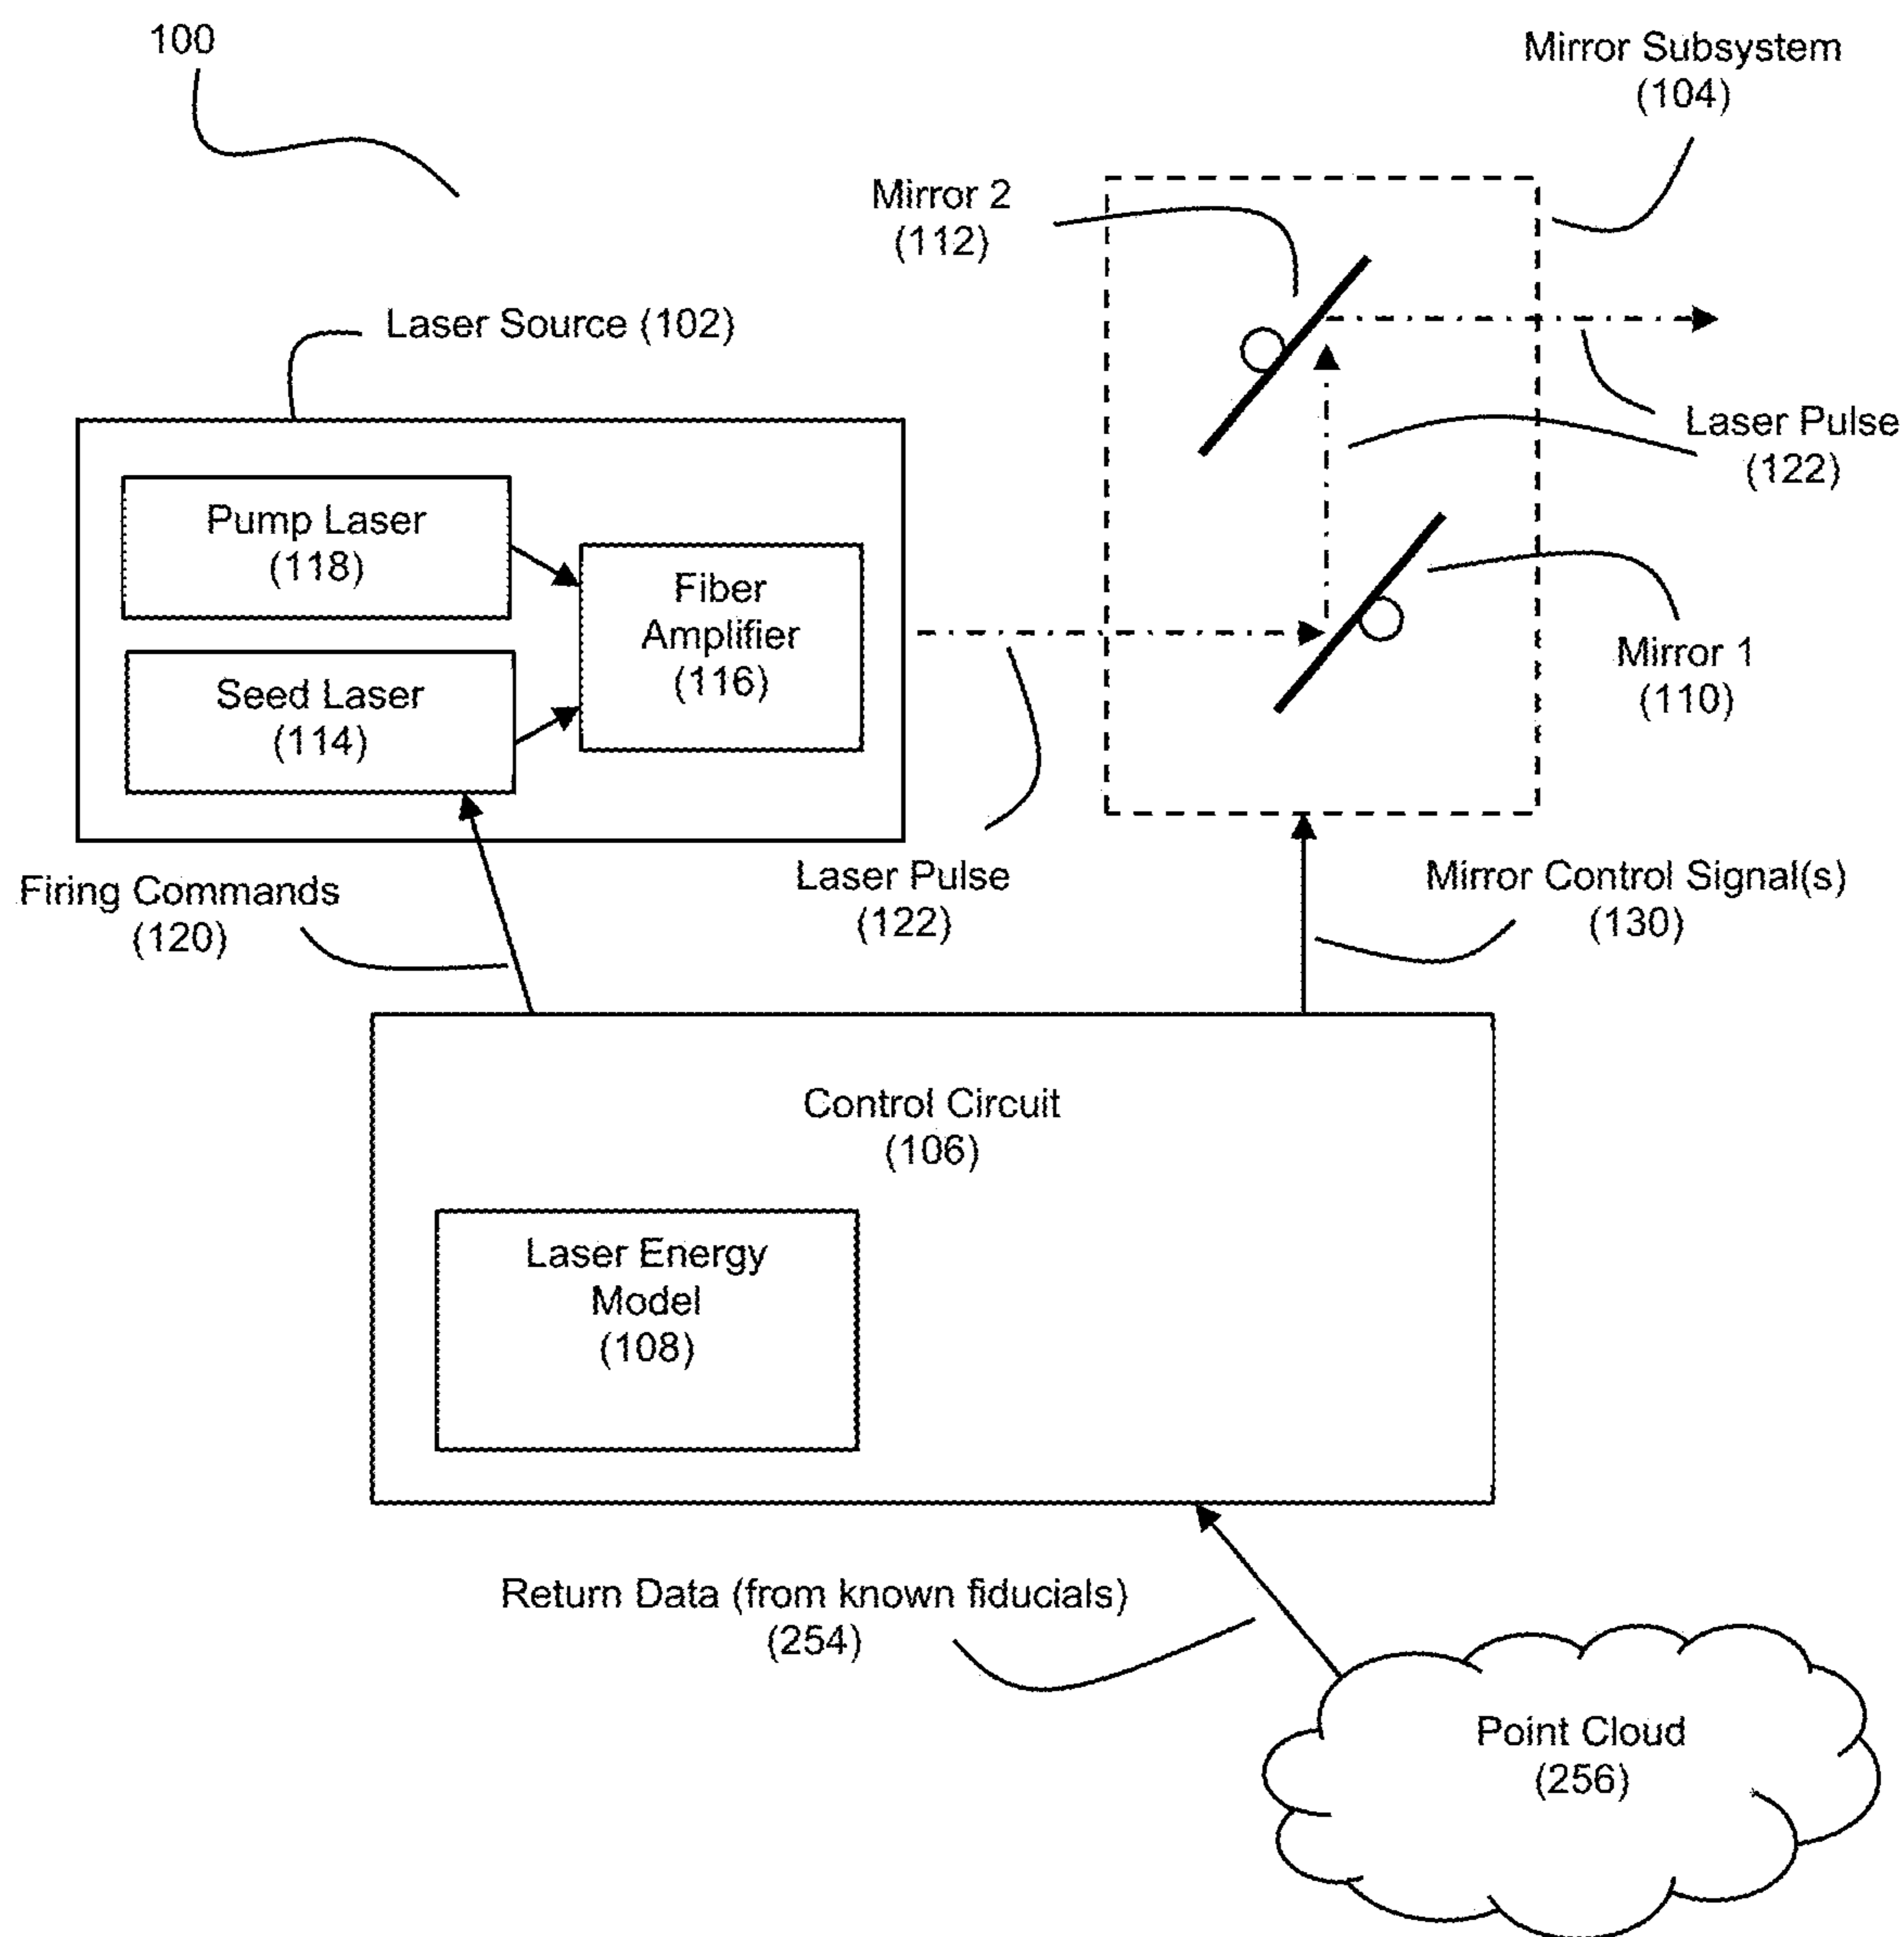 100
Mirror Subsystem
(104)
Mirror 2
(112)
Laser Source (102)
Laser Pulse
(122)
Pump Laser
(118)
Fiber
Amplifier
(116)
Seed Laser
(114)
Mirror 1
(110)
Firing Commands
(120)
Laser Pulse
(122)
Mirror Control Signal(s)
(130)
Control Circuit
(106)
Laser Energy
Model
(108)
Return Data (from known fiducials)
(254)
Point Cloud
(256)